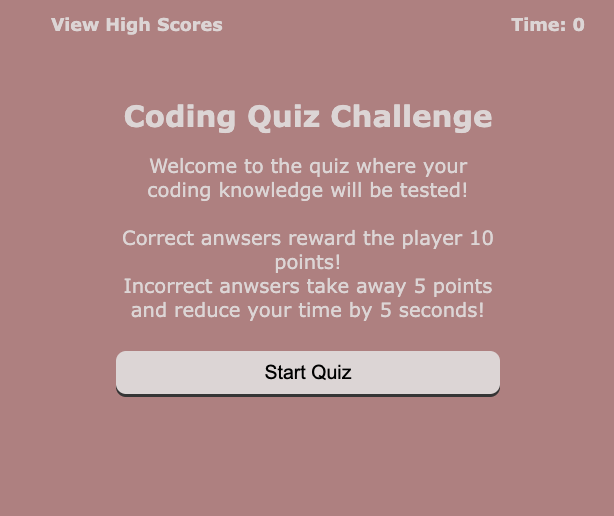 View High Scores
Time: 0
Coding Quiz Challenge
Welcome to the quiz where your
coding knowledge will be tested!
Correct anwsers reward the player 10
points!
Incorrect anwsers take away 5 points
and reduce your time by 5 seconds!
Start Quiz